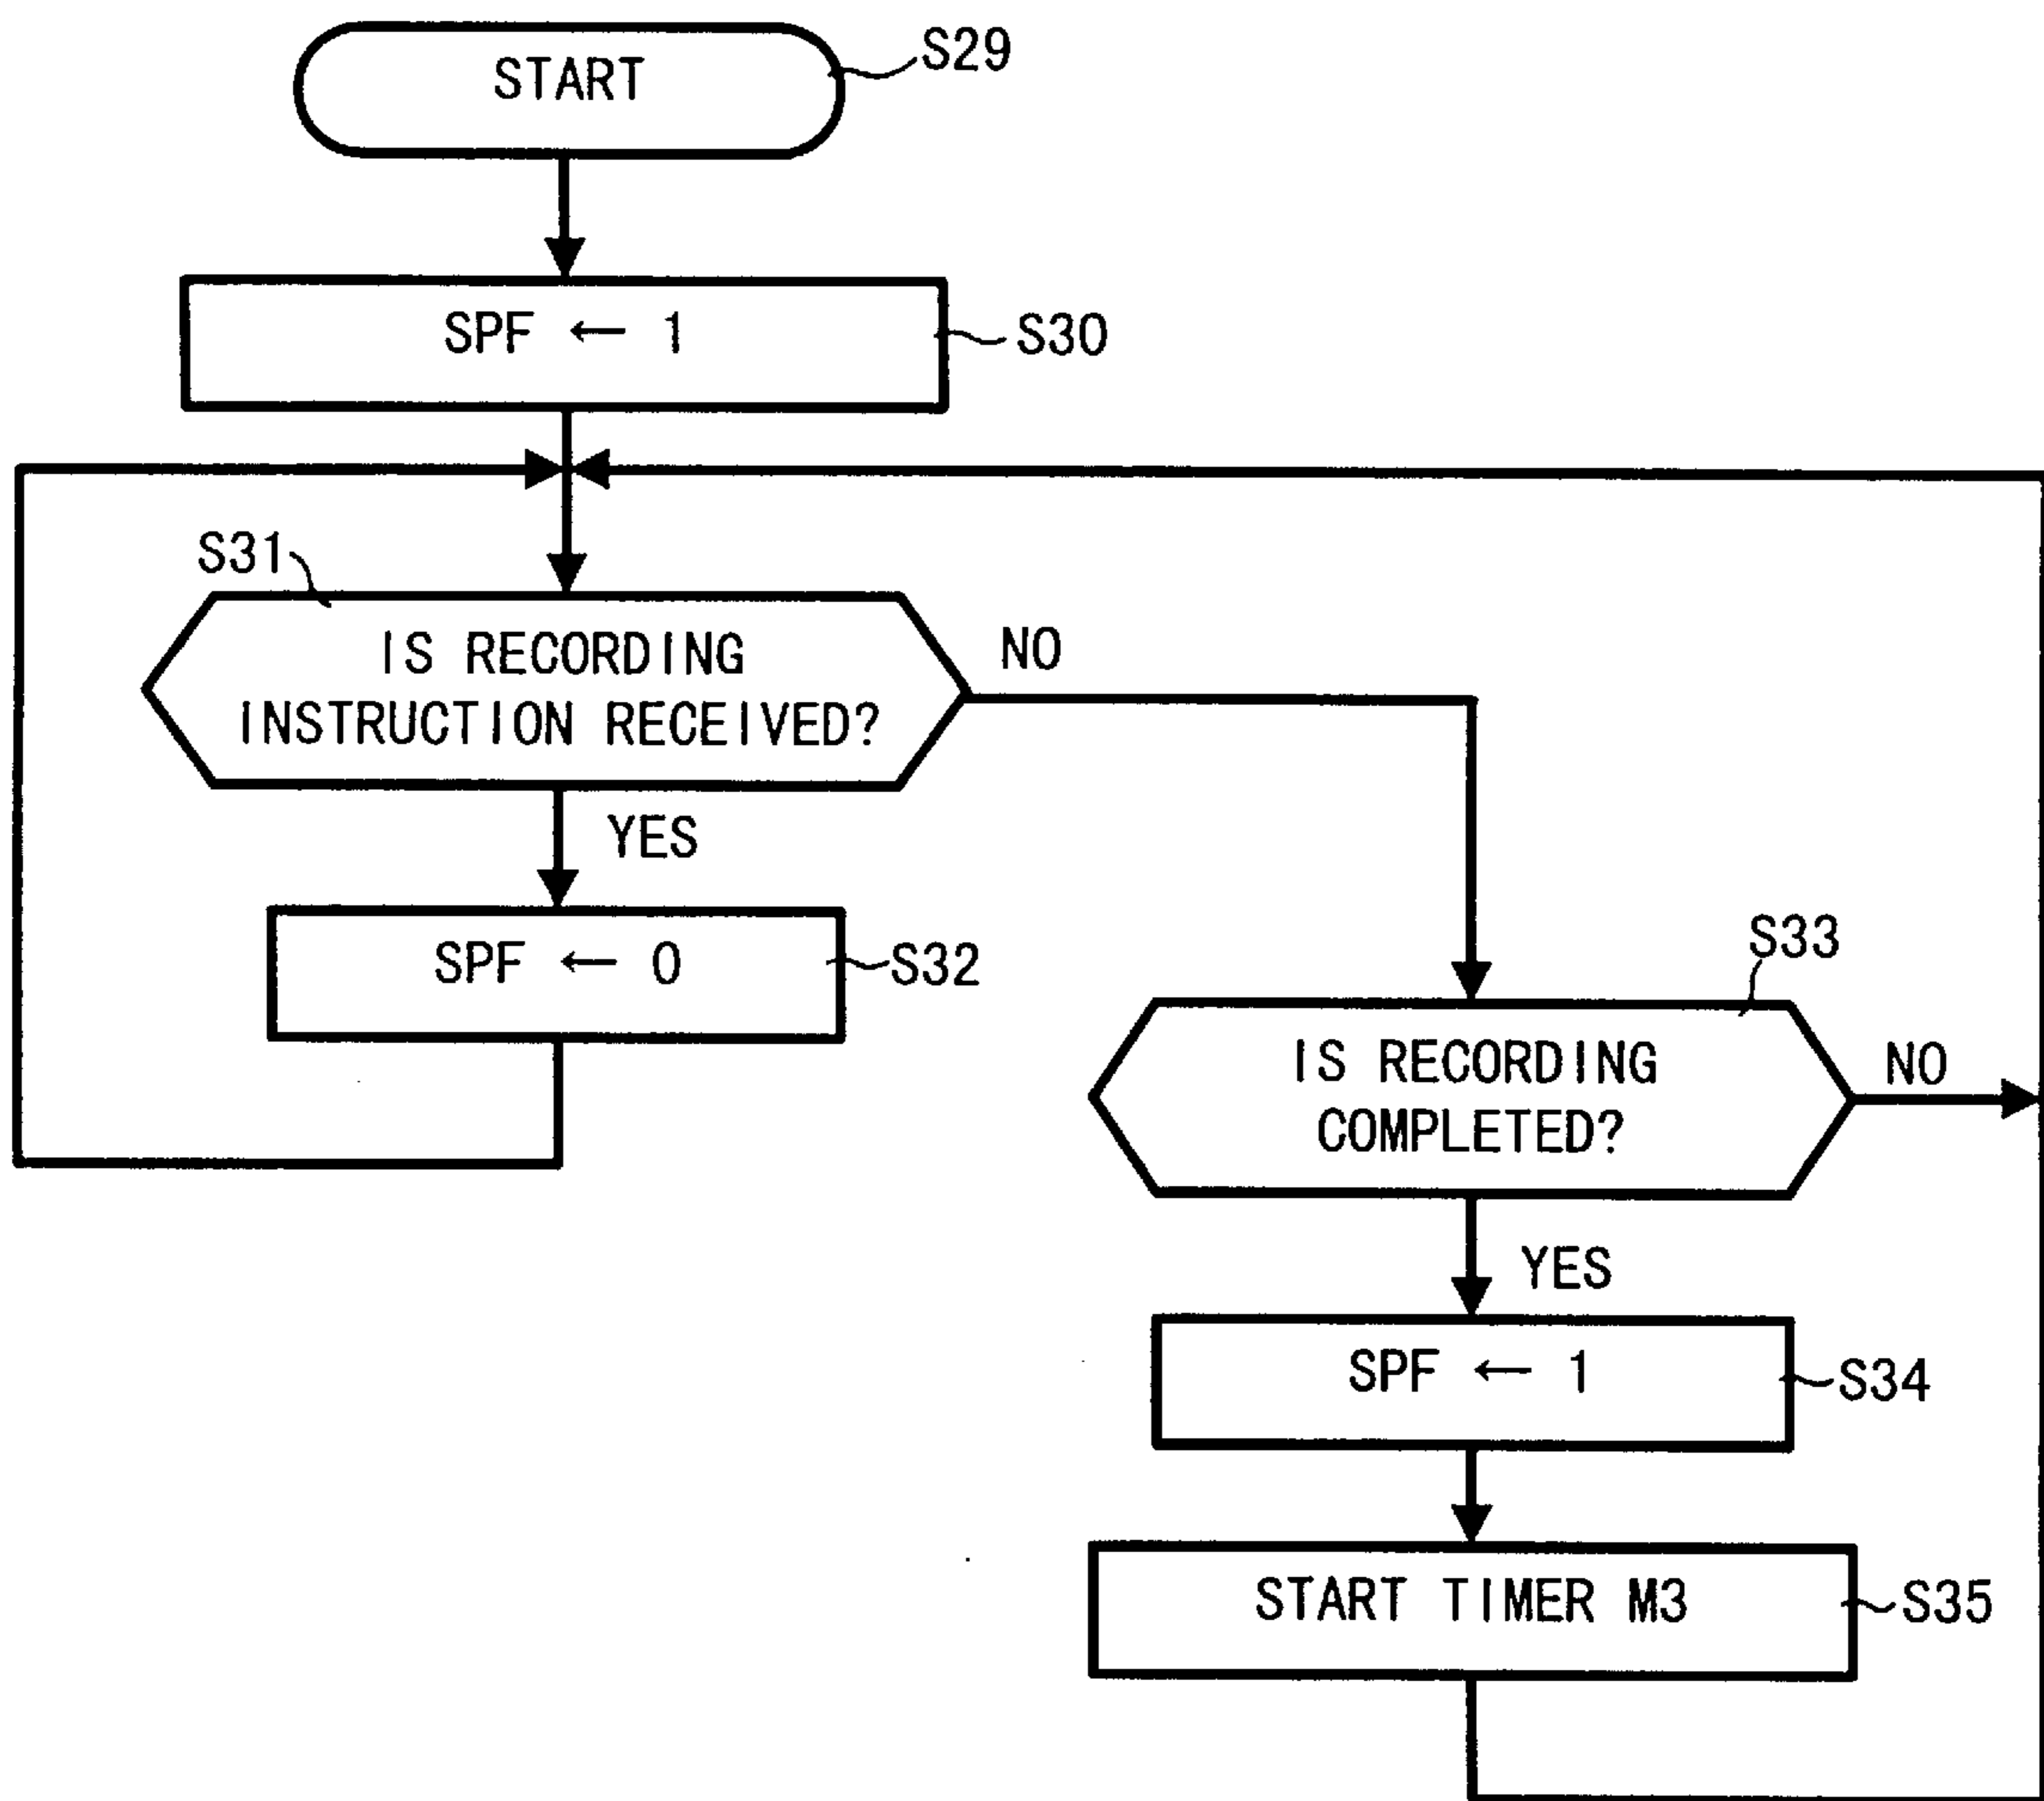 START
S29
SPF ← 1
S30
S31
IS RECORDING
INSTRUCTION RECEIVED?
NO
YES
SPF ← 0
S32
S33
IS RECORDING
COMPLETED?
NO
YES
SPF ← 1
S34
START TIMER M3
S35